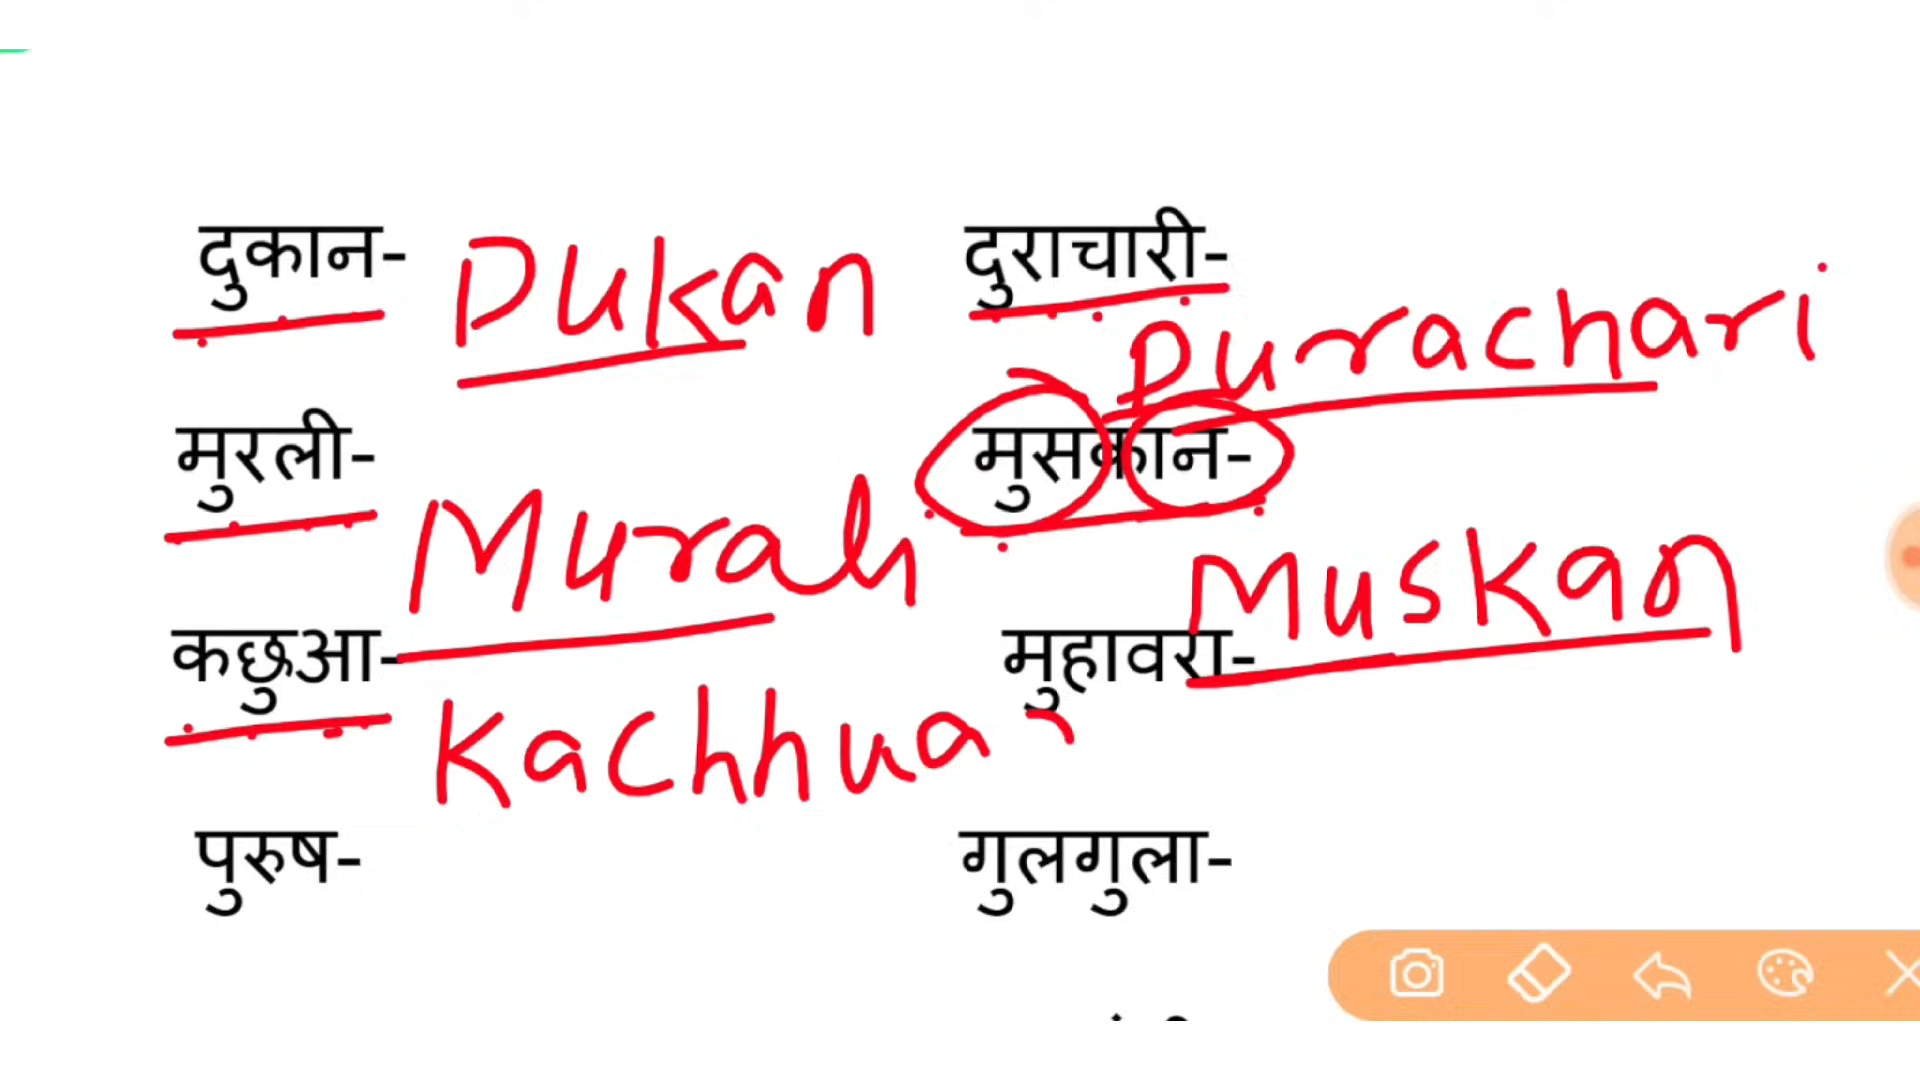 दुकान- Dukan दुराचारी-
Durachari
मुरली- Murali मुसकान-
Muskan
कछुआ- Kachhua मुहावरा-
पुरुष- गुलगुला-